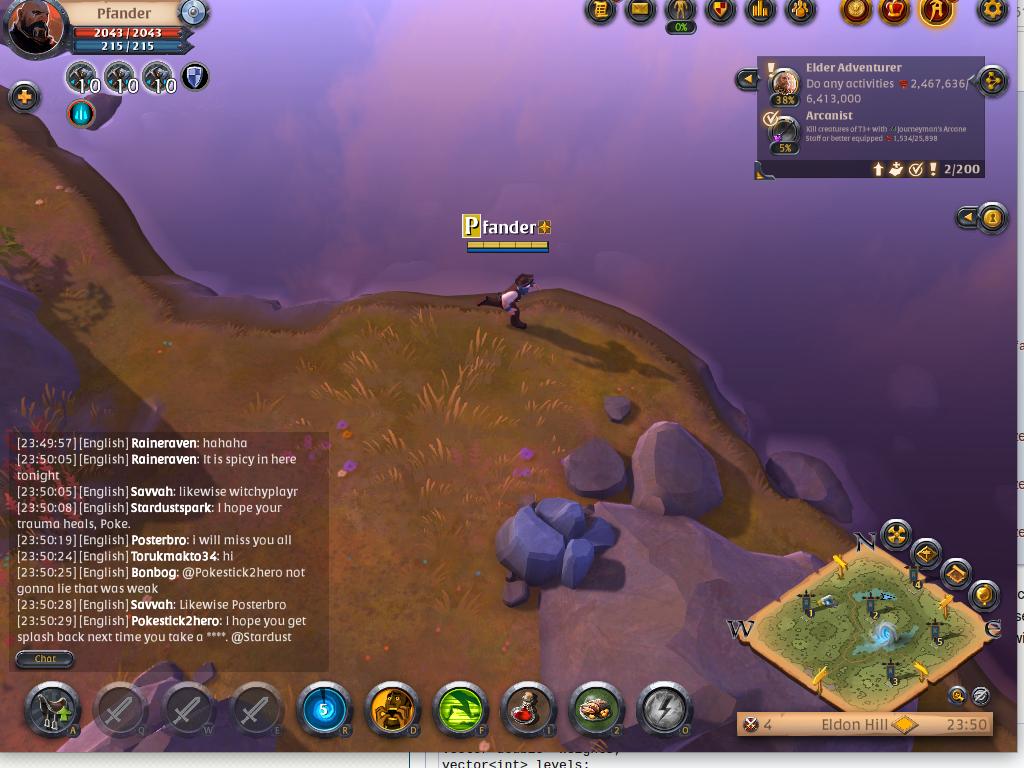 Pfander
2043 / 2043
215 / 215
10 10 10
0%
Elder Adventurer
Do any activities 2,467,636/
6,413,000
38%
Arcanist
Kill creatures of T3+ with Journeyman's Arcane
Staff or better equipped 1,534/25,898
5%
2/200
Pfander
[23:49:57] [English] Raineraven: hahaha
[23:50:05] [English] Raineraven: It is spicy in here
tonight
[23:50:05] [English] Savvah: likewise witchyplayr
[23:50:08] [English] Stardustspark: I hope your
trauma heals, Poke.
[23:50:19] [English] Posterbro: i will miss you all
[23:50:24] [English] Torukmakto34: hi
[23:50:25] [English] Bonbog: @Pokestick2hero not
gonna lie that was weak
[23:50:28] [English] Savvah: Likewise Posterbro
[23:50:29] [English] Pokestick2hero: I hope you get
splash back next time you take a ****. @Stardust
Chat
N
W
E
1
2
3
4
5
5
A
Q
W
E
R
D
F
1
2
O
4
Eldon Hill
23:50
vector<int> levels;